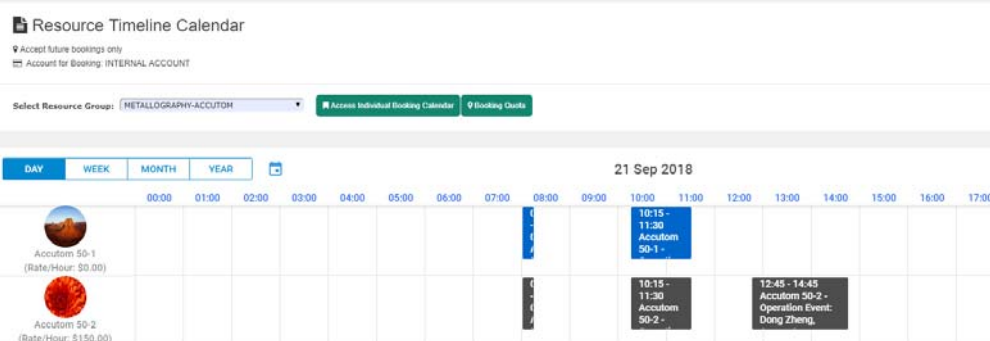 Resource Timeline Calendar
Accept future bookings only
Account for Booking: INTERNAL ACCOUNT
Select Resource Group: METALLOGRAPHY-ACCUTOM
Access Individual Booking Calendar
Booking Quota
DAY WEEK MONTH YEAR
21 Sep 2018
00:00 01:00 02:00 03:00 04:00 05:00 06:00 07:00 08:00 09:00 10:00 11:00 12:00 13:00 14:00 15:00 16:00 17:00
Accutom 50-1
(Rate/Hour: $0.00)
10:15 -
11:30
Accutom
50-1 -
Accutom 50-2
(Rate/Hour: $150.00)
10:15 -
11:30
Accutom
50-2 -
12:45 - 14:45
Accutom 50-2 -
Operation Event:
Dong Zheng,